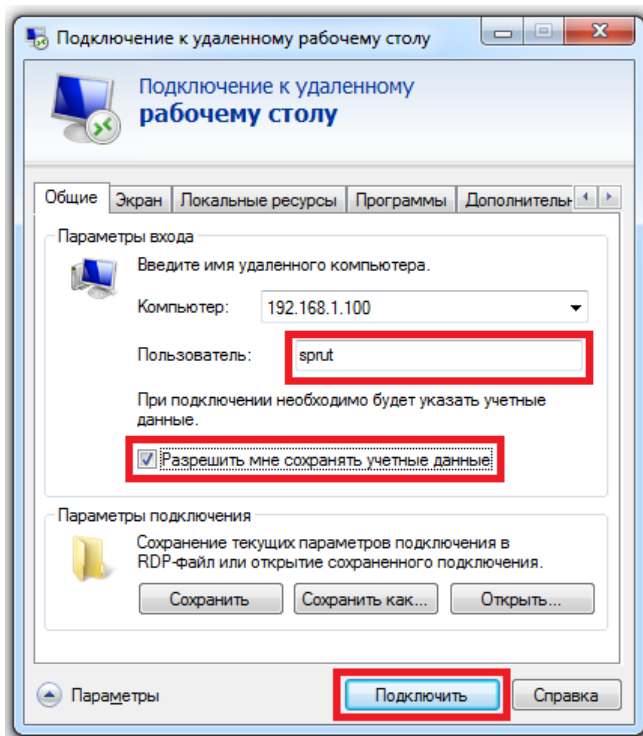 Подключение к удаленному рабочему столу
Подключение к удаленному
рабочему столу
Общие Экран Локальные ресурсы Программы Дополнительн
Параметры входа
Введите имя удаленного компьютера.
Компьютер: 192.168.1.100
Пользователь: sprut
При подключении необходимо будет указать учетные
данные.
Разрешить мне сохранять учетные данные
Параметры подключения
Сохранение текущих параметров подключения в
RDP-файл или открытие сохраненного подключения.
Сохранить Сохранить как... Открыть...
Параметры Подключить Справка